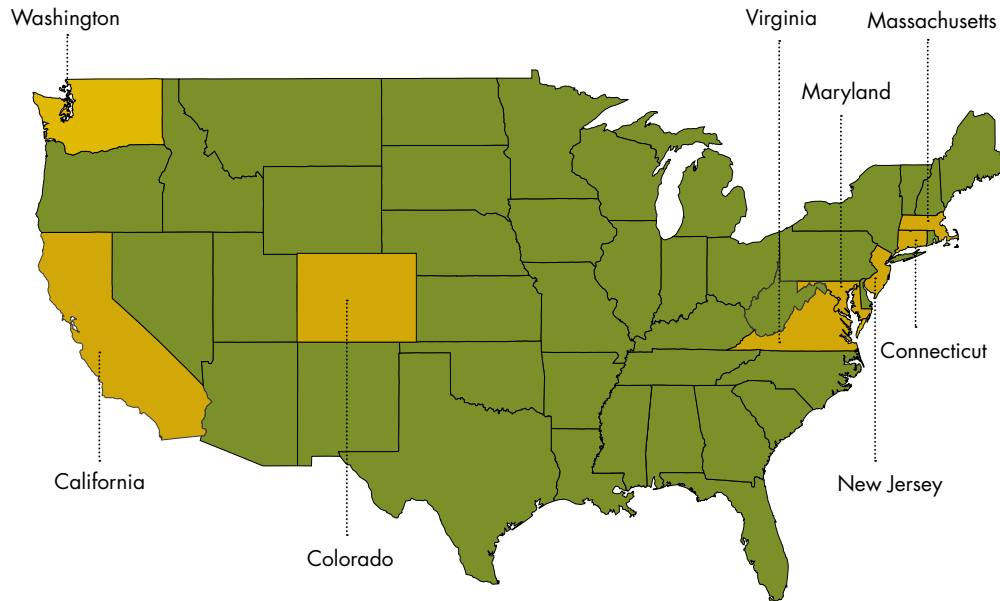 Washington
Virginia
Massachusetts
Maryland
Connecticut
California
New Jersey
Colorado